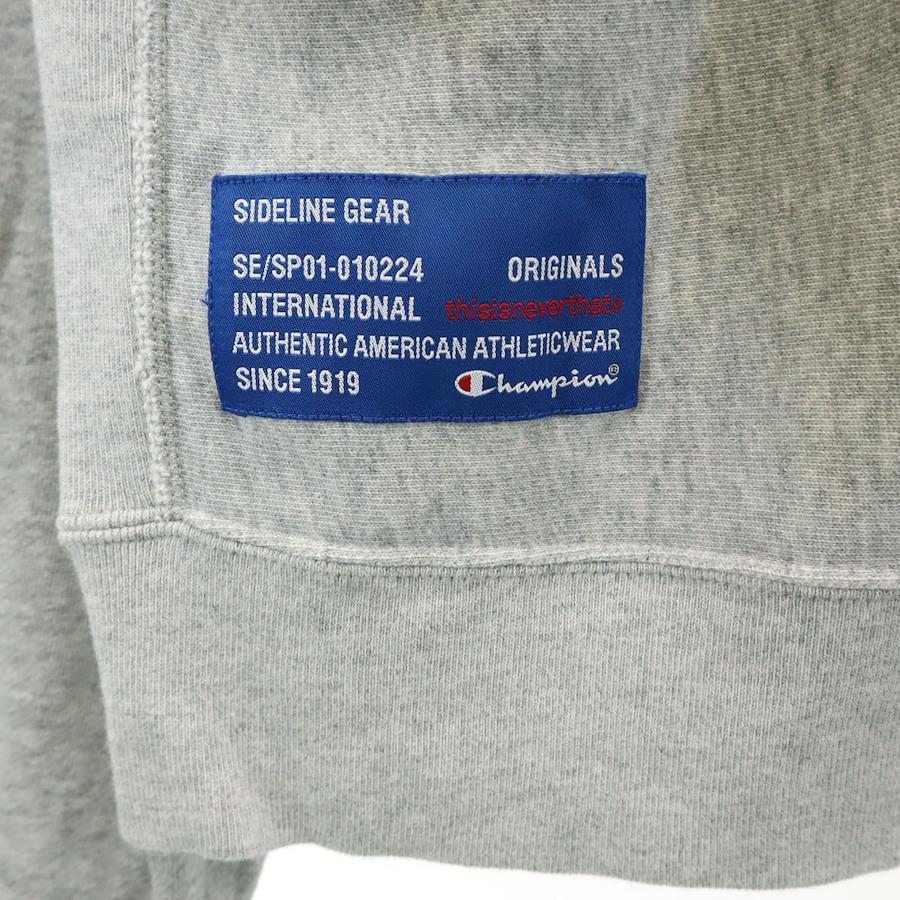 SIDELINE GEAR
SE/SP01-010224 ORIGINALS
INTERNATIONAL thisisneverthat®
AUTHENTIC AMERICAN ATHLETICWEAR
SINCE 1919 Champion®